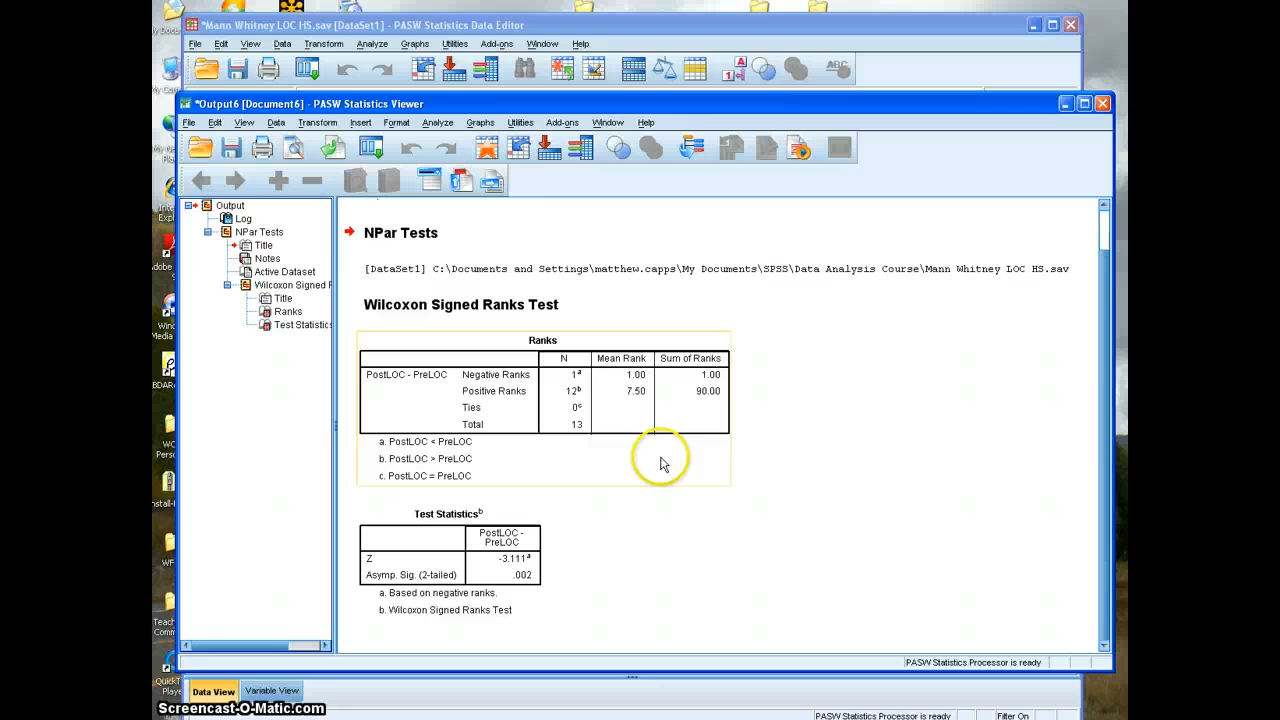 *Mann Whitney LOC HS.sav [DataSet1] - PASW Statistics Data Editor
File Edit View Data Transform Analyze Graphs Utilities Add-ons Window Help
*Output6 [Document6] - PASW Statistics Viewer
File Edit View Data Transform Insert Format Analyze Graphs Utilities Add-ons Window Help
Output
Log
NPar Tests
Title
Notes
Active Dataset
Wilcoxon Signed
Title
Ranks
Test Statistics
NPar Tests
[DataSet1] C:\Documents and Settings\matthew.capps\My Documents\SPSS\Data Analysis Course\Mann Whitney LOC HS.sav
Wilcoxon Signed Ranks Test
Ranks
N Mean Rank Sum of Ranks
PostLOC - PreLOC Negative Ranks 1a 1.00 1.00
Positive Ranks 12b 7.50 90.00
Ties 0c
Total 13
a. PostLOC < PreLOC
b. PostLOC > PreLOC
c. PostLOC = PreLOC
Test Statisticsb
PostLOC -
PreLOC
Z -3.111a
Asymp. Sig. (2-tailed) .002
a. Based on negative ranks.
b. Wilcoxon Signed Ranks Test
PASW Statistics Processor is ready
Data View Variable View
PASW Statistics Processor is ready Filter On
Screencast-O-Matic.com